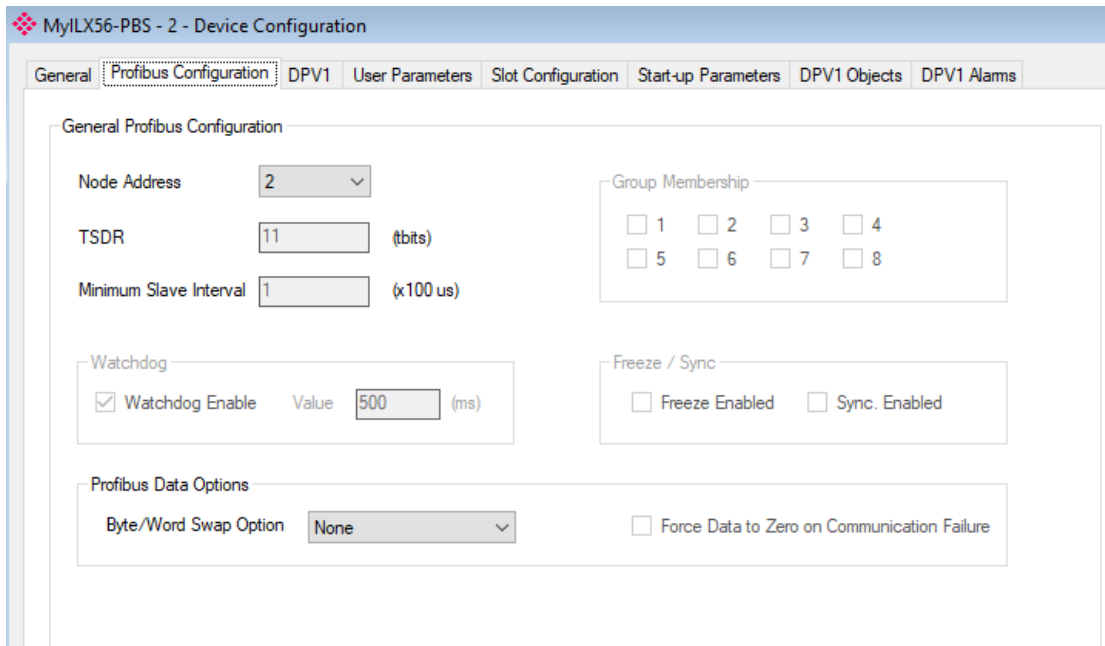 MyILX56-PBS - 2 - Device Configuration
General Profibus Configuration DPV1 User Parameters Slot Configuration Start-up Parameters DPV1 Objects DPV1 Alarms
General Profibus Configuration
Node Address 2
TSDR 11 (tbits)
Minimum Slave Interval 1 (x100 us)
Group Membership
1 2 3 4
5 6 7 8
Watchdog
Watchdog Enable Value 500 (ms)
Freeze / Sync
Freeze Enabled Sync. Enabled
Profibus Data Options
Byte/Word Swap Option None Force Data to Zero on Communication Failure